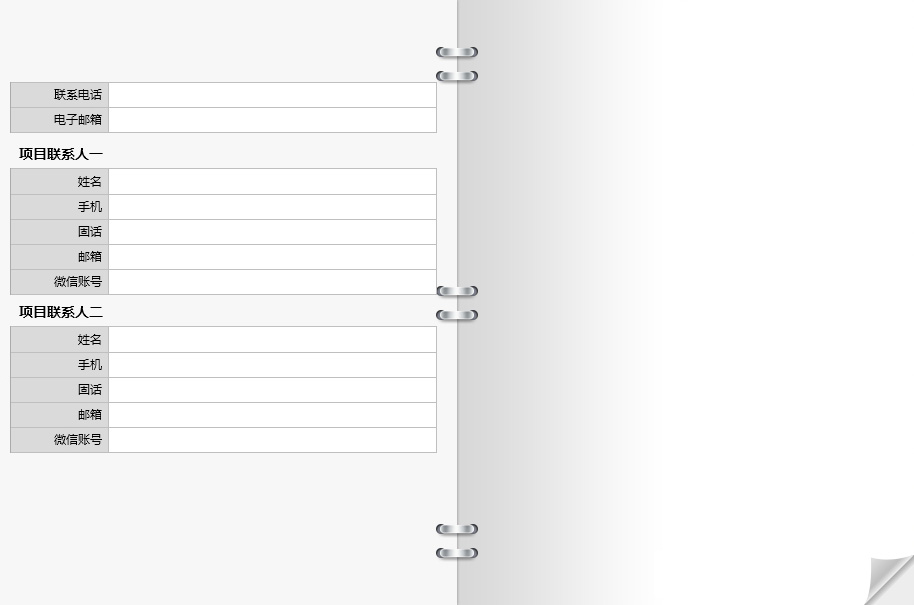 联系电话
电子邮箱
项目联系人一
姓名
手机
固话
邮箱
微信账号
项目联系人二
姓名
手机
固话
邮箱
微信账号